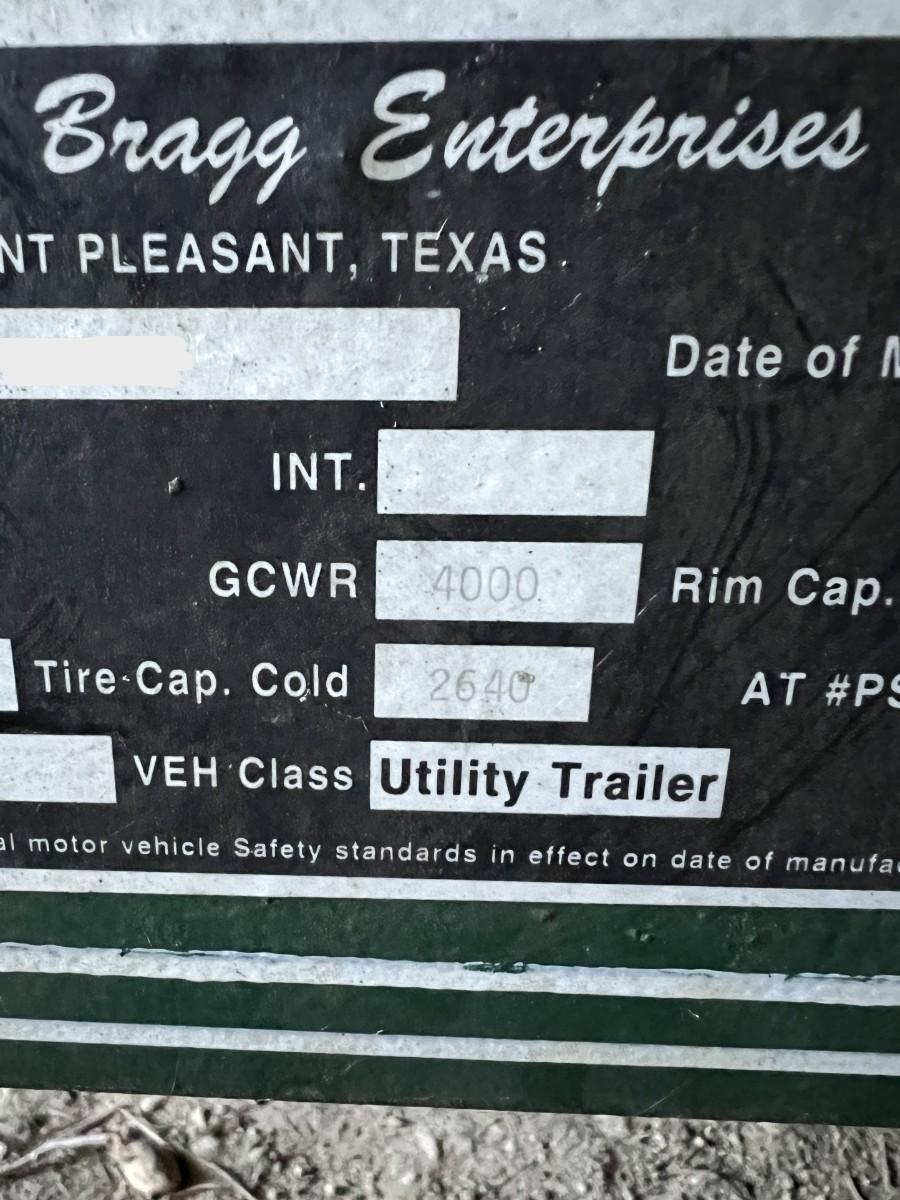 Bragg Enterprises
NT PLEASANT, TEXAS
Date of M
INT.
GCWR 4000 Rim Cap.
Tire Cap. Cold 2640 AT #PS
VEH Class Utility Trailer
al motor vehicle Safety standards in effect on date of manufac